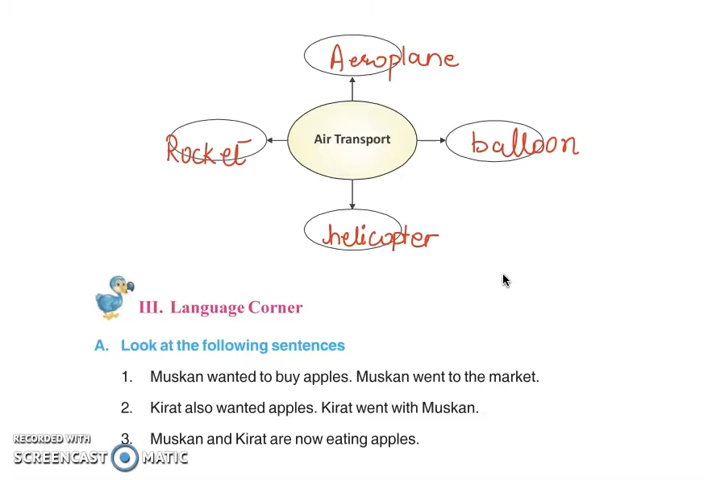 Aeroplane
Air Transport
Rocket
balloon
helicopter
III. Language Corner
A. Look at the following sentences
1. Muskan wanted to buy apples. Muskan went to the market.
2. Kirat also wanted apples. Kirat went with Muskan.
3. Muskan and Kirat are now eating apples.
RECORDED WITH
SCREENCAST MATIC